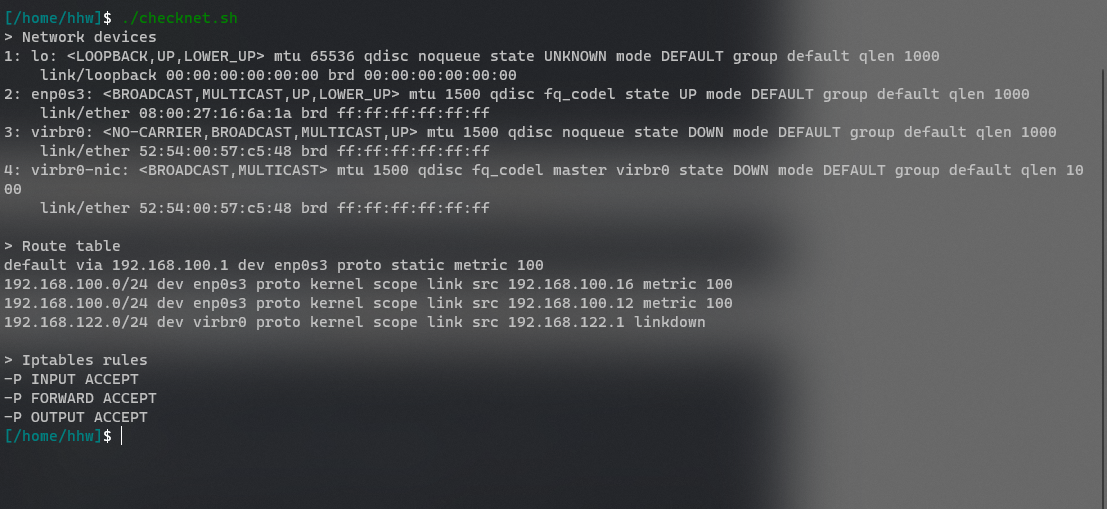 [/home/hhw]$ ./checknet.sh
> Network devices
1: lo: <LOOPBACK,UP,LOWER_UP> mtu 65536 qdisc noqueue state UNKNOWN mode DEFAULT group default qlen 1000
    link/loopback 00:00:00:00:00:00 brd 00:00:00:00:00:00
2: enp0s3: <BROADCAST,MULTICAST,UP,LOWER_UP> mtu 1500 qdisc fq_codel state UP mode DEFAULT group default qlen 1000
    link/ether 08:00:27:16:6a:1a brd ff:ff:ff:ff:ff:ff
3: virbr0: <NO-CARRIER,BROADCAST,MULTICAST,UP> mtu 1500 qdisc noqueue state DOWN mode DEFAULT group default qlen 1000
    link/ether 52:54:00:57:c5:48 brd ff:ff:ff:ff:ff:ff
4: virbr0-nic: <BROADCAST,MULTICAST> mtu 1500 qdisc fq_codel master virbr0 state DOWN mode DEFAULT group default qlen 10
00
    link/ether 52:54:00:57:c5:48 brd ff:ff:ff:ff:ff:ff

> Route table
default via 192.168.100.1 dev enp0s3 proto static metric 100
192.168.100.0/24 dev enp0s3 proto kernel scope link src 192.168.100.16 metric 100
192.168.100.0/24 dev enp0s3 proto kernel scope link src 192.168.100.12 metric 100
192.168.122.0/24 dev virbr0 proto kernel scope link src 192.168.122.1 linkdown

> Iptables rules
-P INPUT ACCEPT
-P FORWARD ACCEPT
-P OUTPUT ACCEPT
[/home/hhw]$